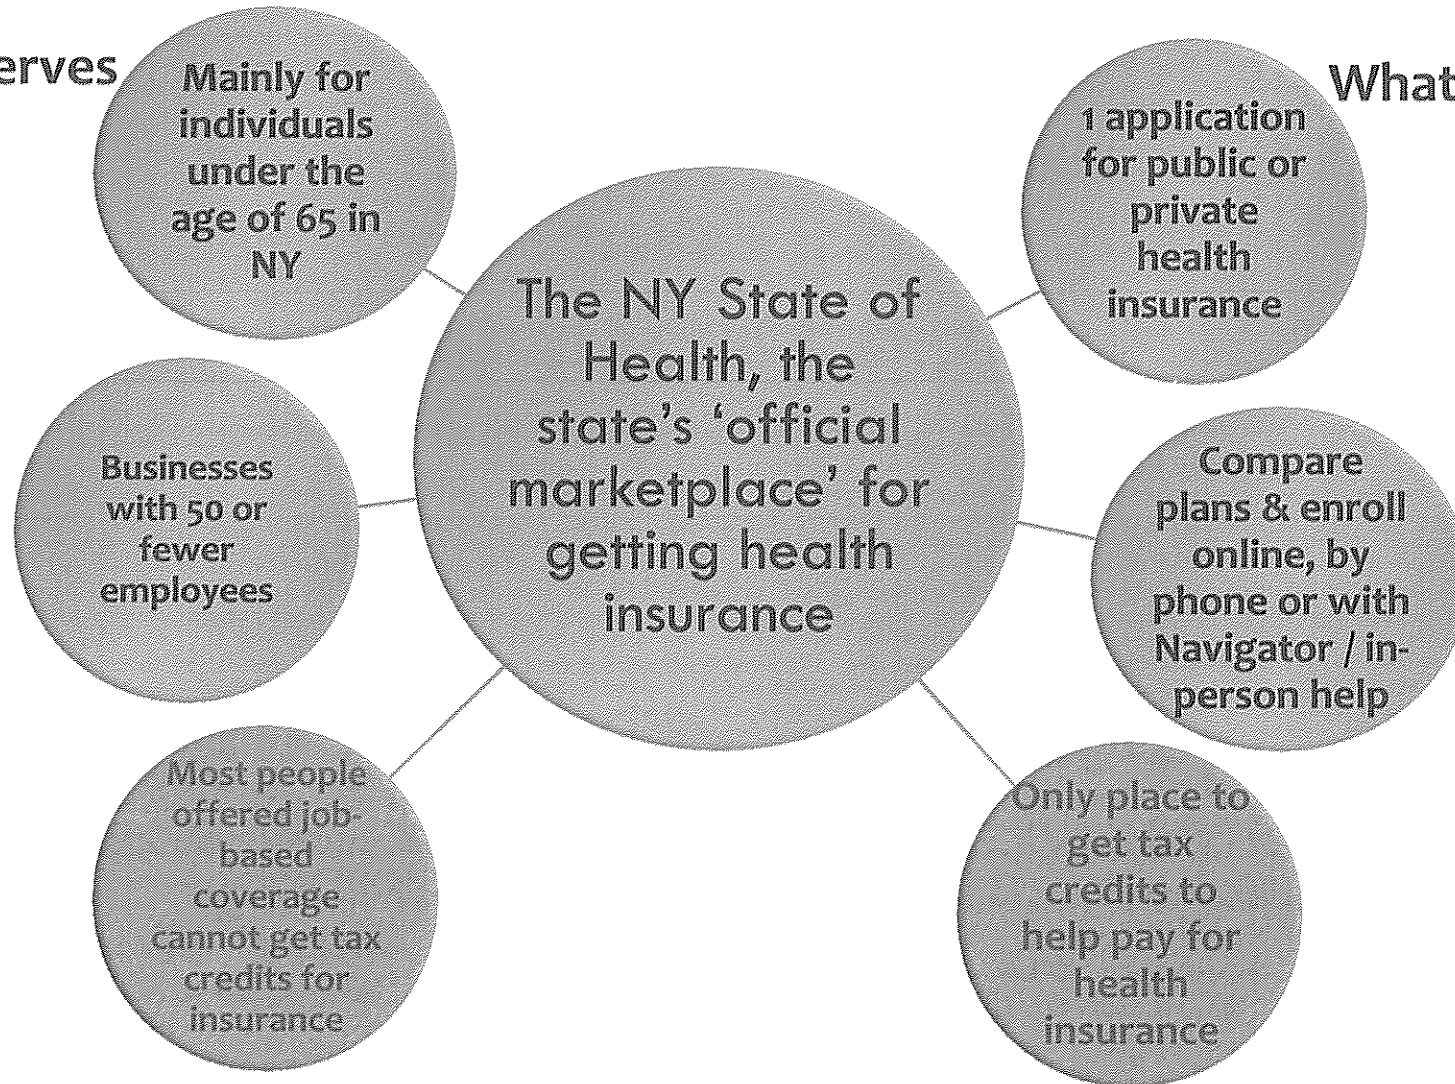 erves
Mainly for
individuals
under the
age of 65 in
NY
Businesses
with 50 or
fewer
employees
Most people
offered job-
based
coverage
cannot get tax
credits for
insurance
The NY State of
Health, the
state's 'official
marketplace' for
getting health
insurance
What
1 application
for public or
private
health
insurance
Compare
plans & enroll
online, by
phone or with
Navigator / in-
person help
Only place to
get tax
credits to
help pay for
health
insurance